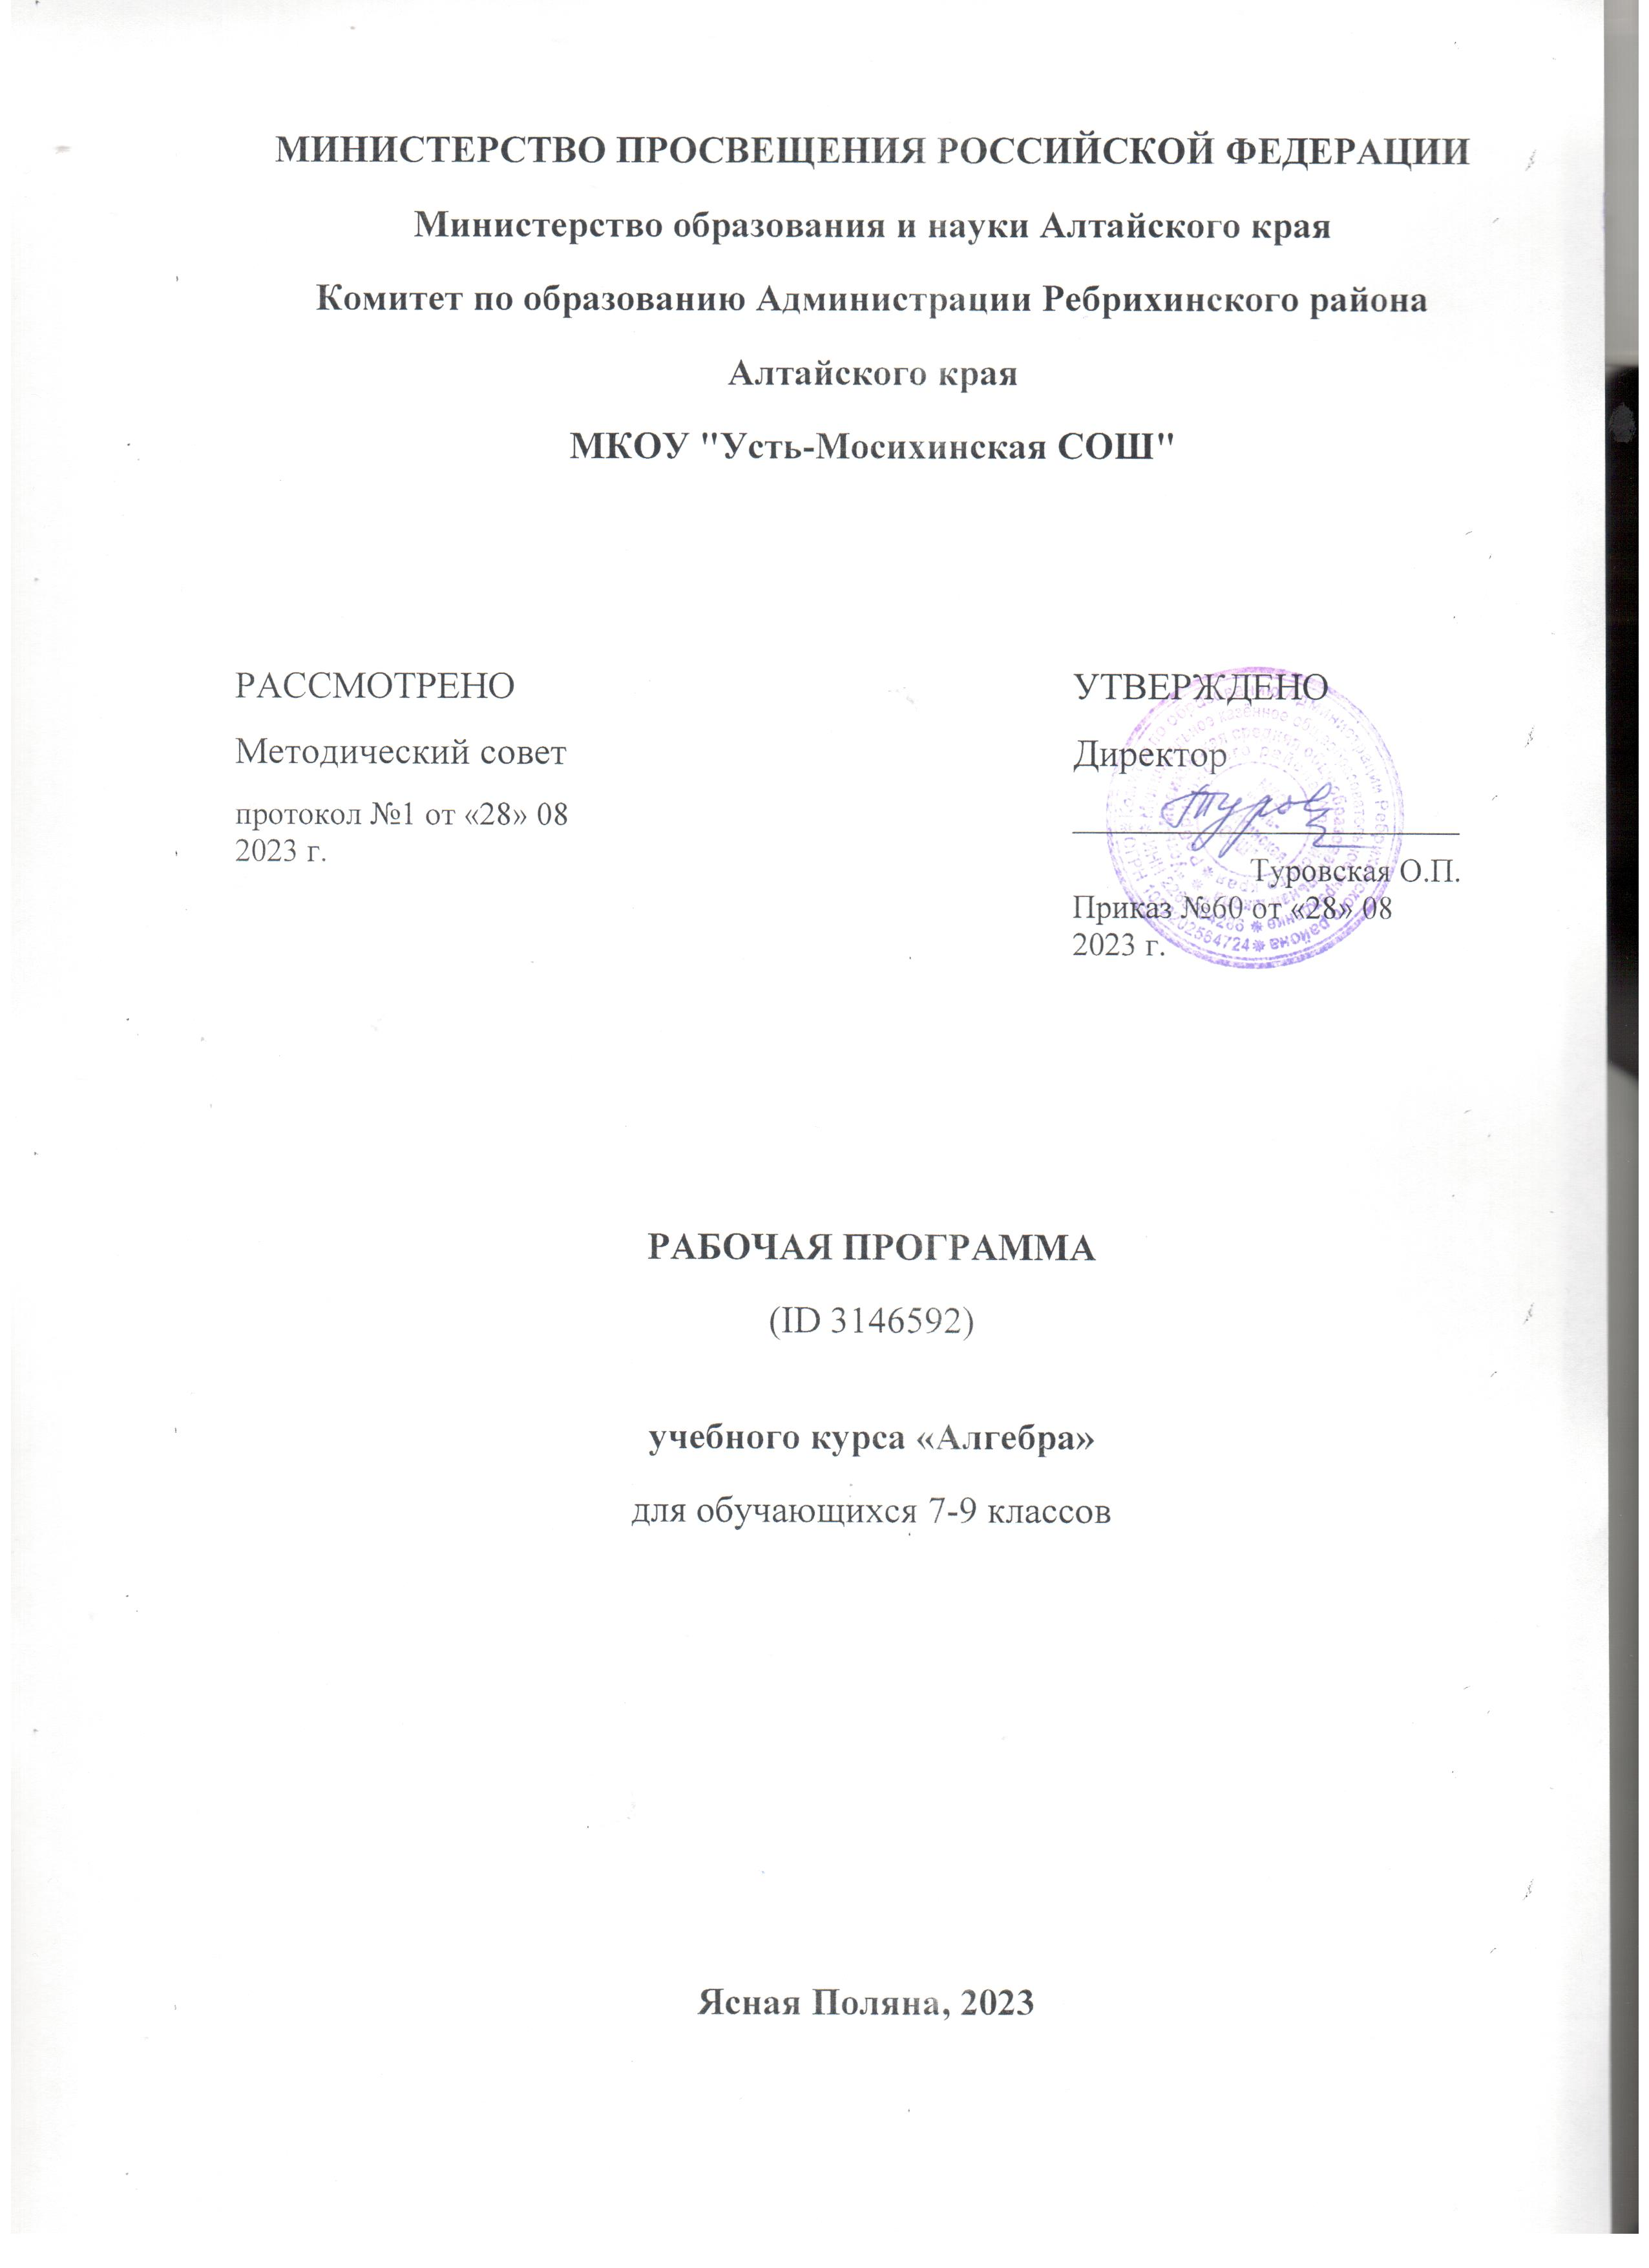 МИНИСТЕРСТВО ПРОСВЕЩЕНИЯ РОССИЙСКОЙ ФЕДЕРАЦИИ
Министерство образования и науки Алтайского края
Комитет по образованию Администрации Ребрихинского района
Алтайского края
МКОУ "Усть-Мосихинская СОШ"
РАССМОТРЕНО
Методический совет
протокол №1 от «28» 08
2023 г.
УТВЕРЖДЕНО
Директор
Туровская О.П.
Приказ №60 от «28» 08
2023 г.
РАБОЧАЯ ПРОГРАММА
(ID 3146592)
учебного курса «Алгебра»
для обучающихся 7-9 классов
Ясная Поляна, 2023